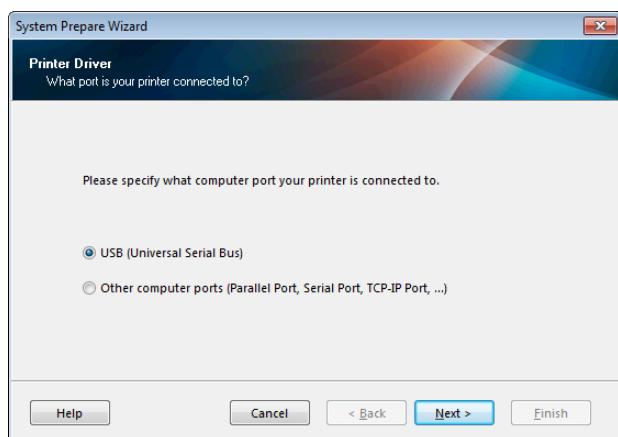 System Prepare Wizard
Printer Driver
What port is your printer connected to?
Please specify what computer port your printer is connected to.
USB (Universal Serial Bus)
Other computer ports (Parallel Port, Serial Port, TCP-IP Port, ...)
Help
Cancel
< Back
Next >
Finish